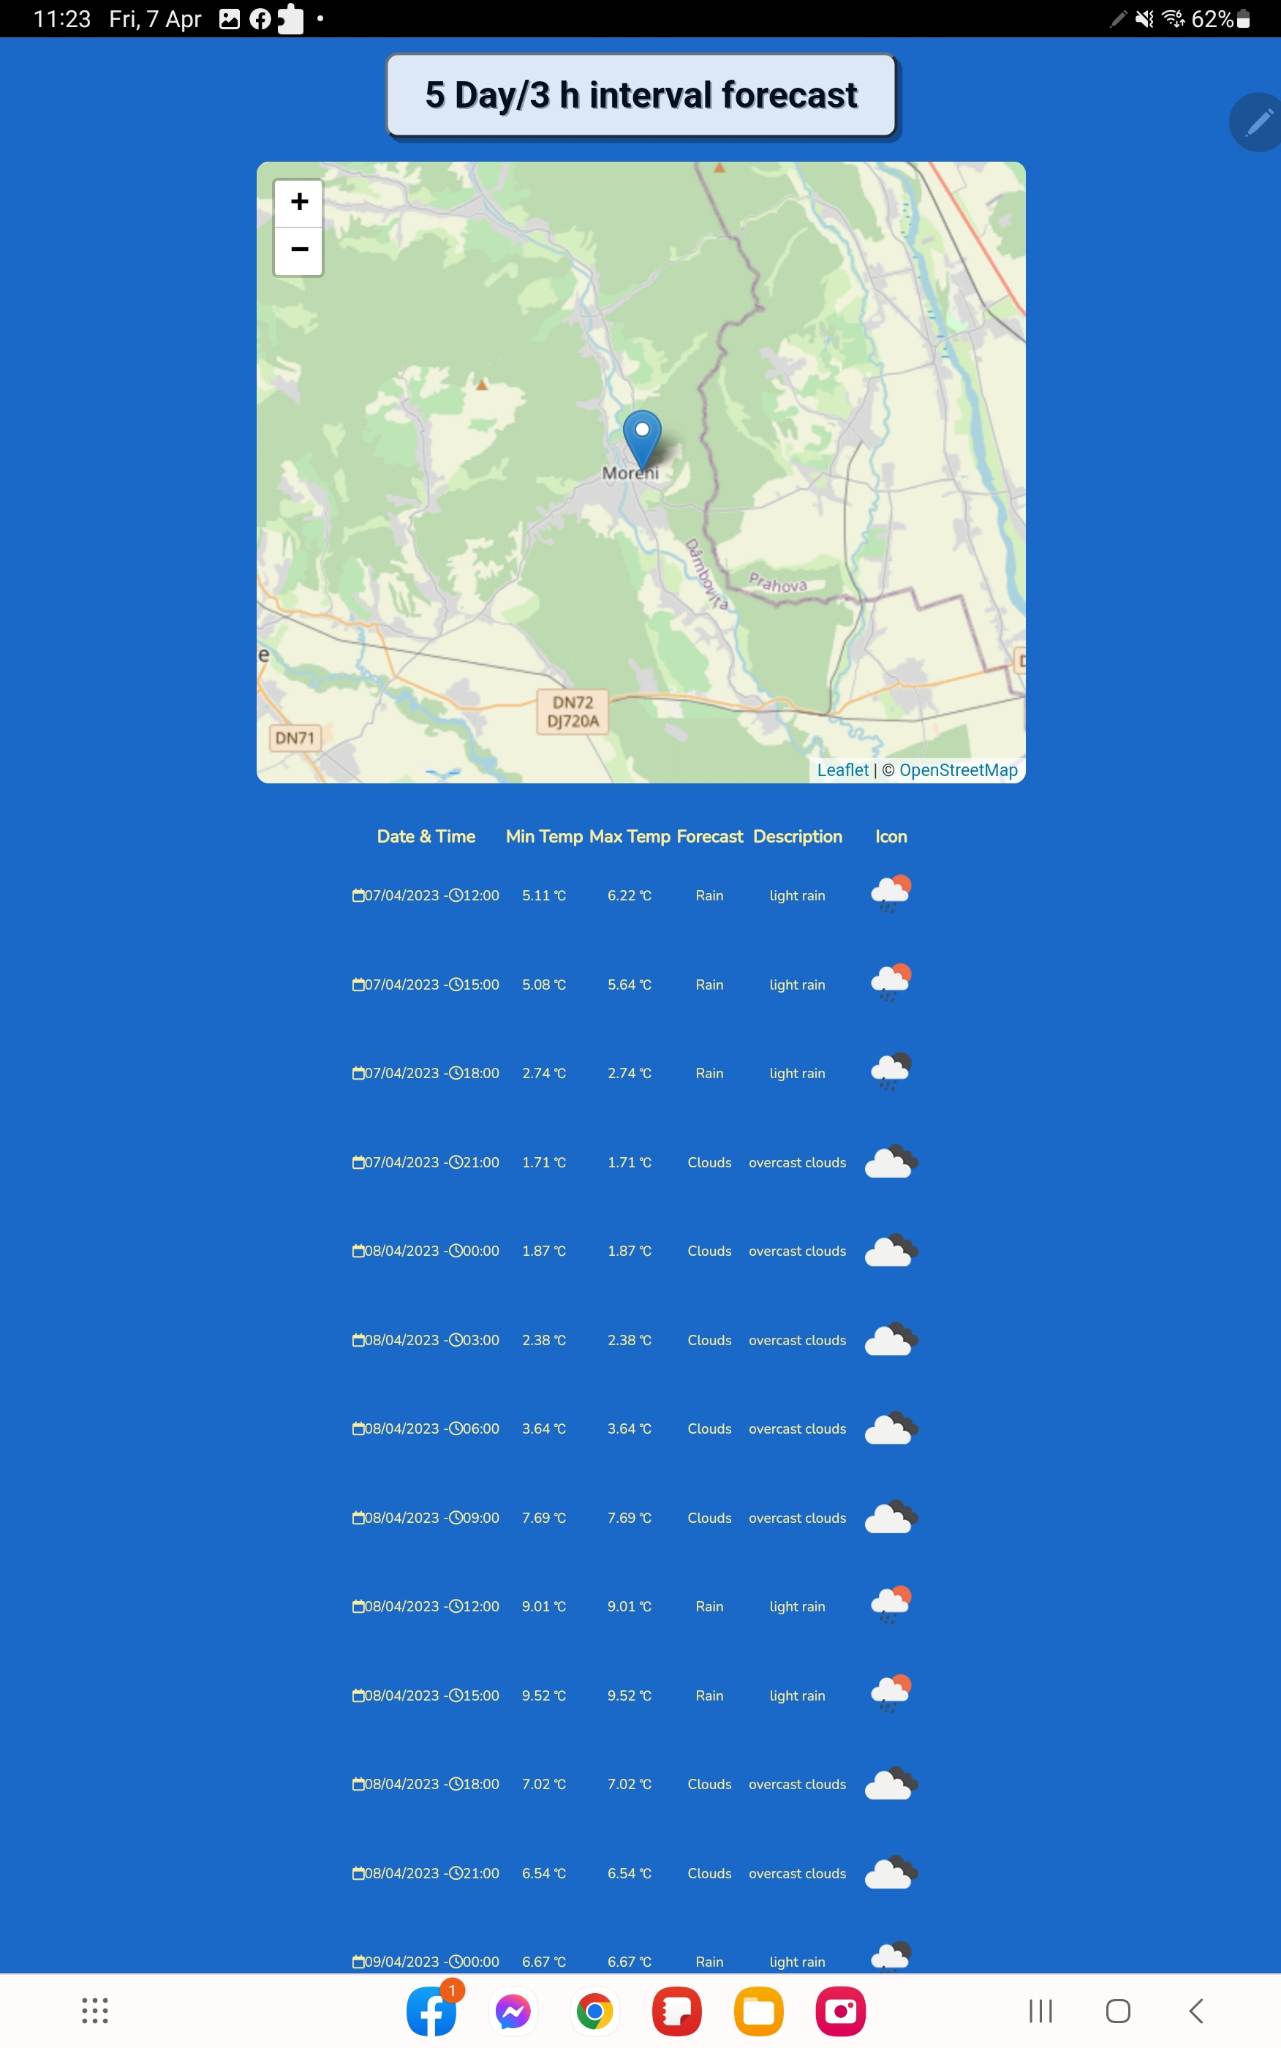 11:23 Fri, 7 Apr
62%
5 Day/3 h interval forecast
+
−
Moreni
Dâmbovița
Prahova
e
DN72
DJ720A
DN71
D
Leaflet | © OpenStreetMap
Date & Time Min Temp Max Temp Forecast Description Icon
07/04/2023 - 12:00 5.11 °C 6.22 °C Rain light rain
07/04/2023 - 15:00 5.08 °C 5.64 °C Rain light rain
07/04/2023 - 18:00 2.74 °C 2.74 °C Rain light rain
07/04/2023 - 21:00 1.71 °C 1.71 °C Clouds overcast clouds
08/04/2023 - 00:00 1.87 °C 1.87 °C Clouds overcast clouds
08/04/2023 - 03:00 2.38 °C 2.38 °C Clouds overcast clouds
08/04/2023 - 06:00 3.64 °C 3.64 °C Clouds overcast clouds
08/04/2023 - 09:00 7.69 °C 7.69 °C Clouds overcast clouds
08/04/2023 - 12:00 9.01 °C 9.01 °C Rain light rain
08/04/2023 - 15:00 9.52 °C 9.52 °C Rain light rain
08/04/2023 - 18:00 7.02 °C 7.02 °C Clouds overcast clouds
08/04/2023 - 21:00 6.54 °C 6.54 °C Clouds overcast clouds
09/04/2023 - 00:00 6.67 °C 6.67 °C Rain light rain
1